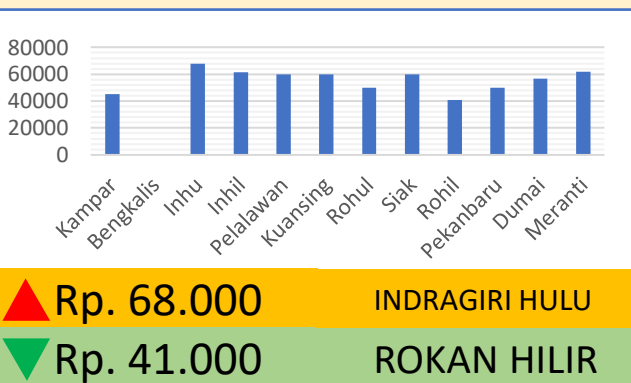 80000
60000
40000
20000
0
Kampar
Bengkalis
Inhu
Inhil
Pelalawan
Kuansing
Rohul
Siak
Rohil
Pekanbaru
Dumai
Meranti
Rp. 68.000 INDRAGIRI HULU
Rp. 41.000 ROKAN HILIR